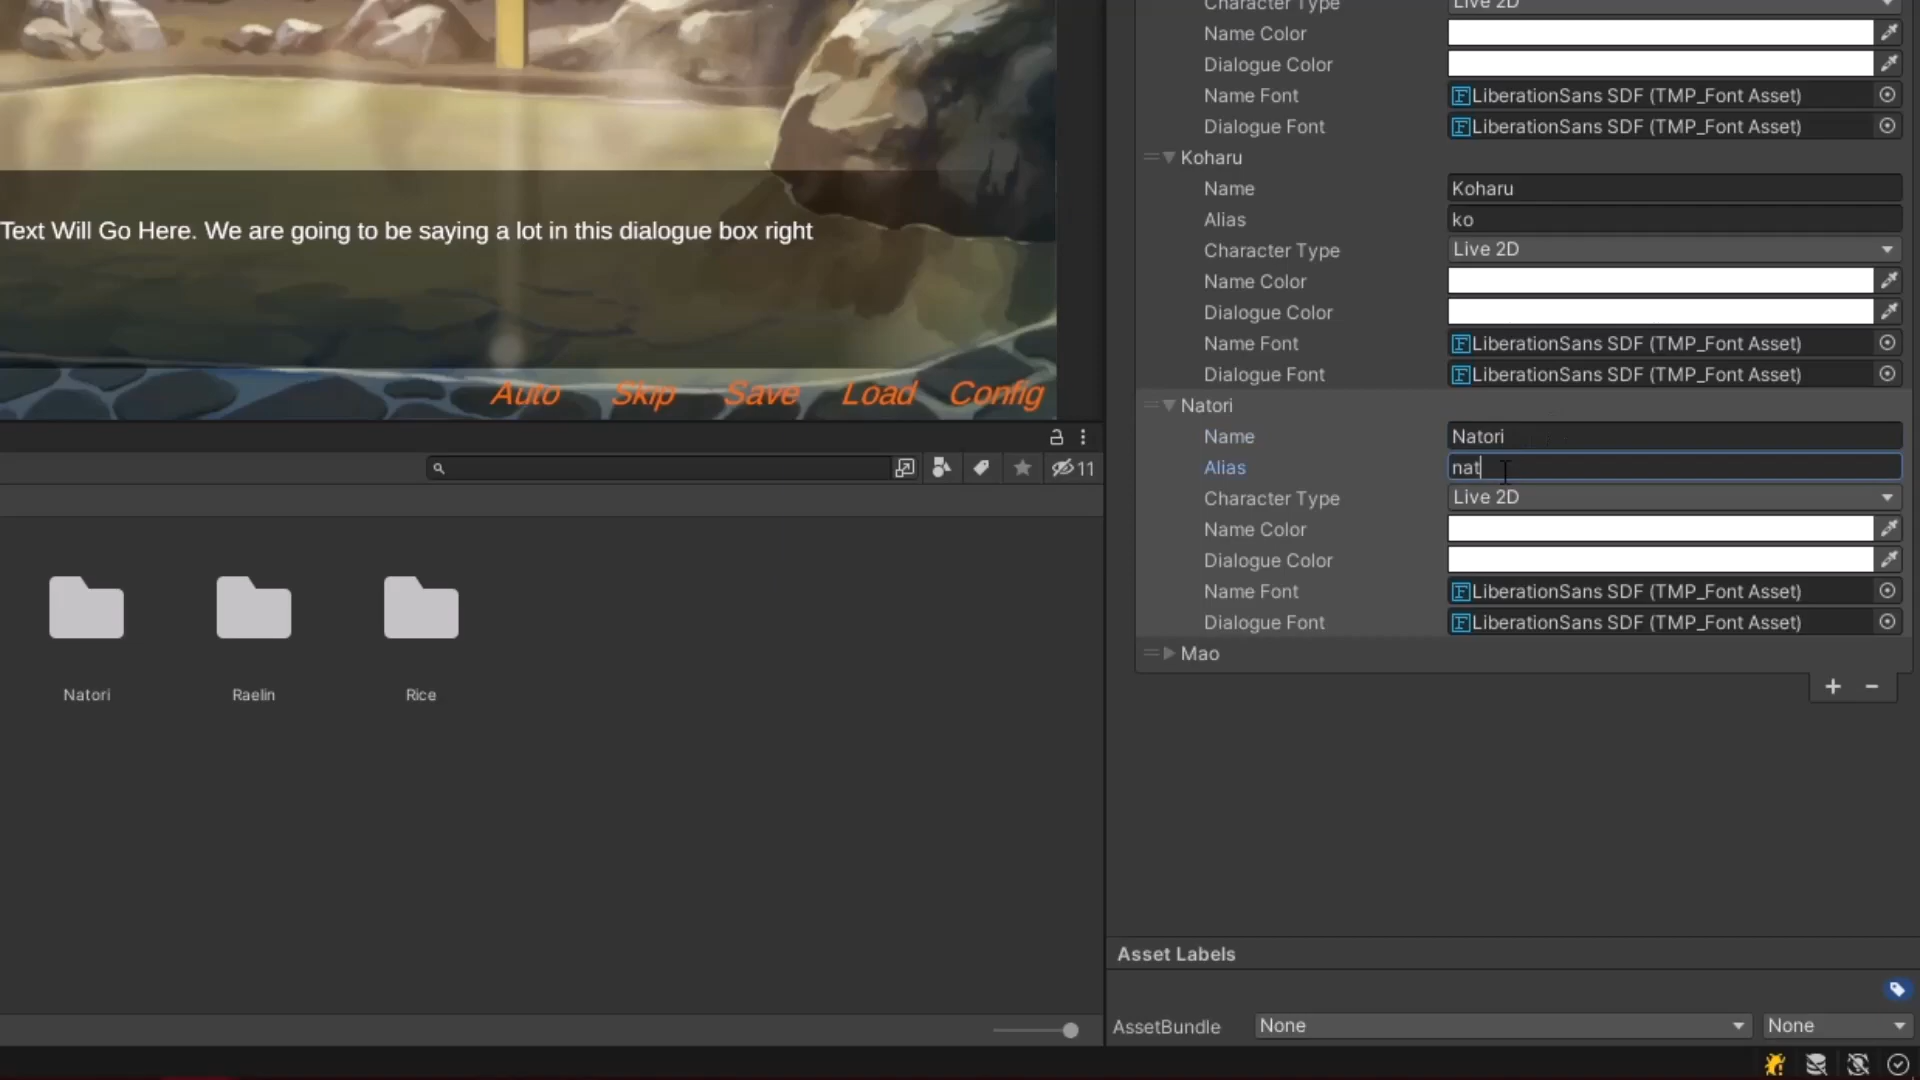 Character Type Live 2D
Name Color
Dialogue Color
Name Font LiberationSans SDF (TMP_Font Asset)
Dialogue Font LiberationSans SDF (TMP_Font Asset)
Koharu
Name Koharu
Alias ko
Character Type Live 2D
Name Color
Dialogue Color
Name Font LiberationSans SDF (TMP_Font Asset)
Dialogue Font LiberationSans SDF (TMP_Font Asset)
Natori
Name Natori
Alias nat
Character Type Live 2D
Name Color
Dialogue Color
Name Font LiberationSans SDF (TMP_Font Asset)
Dialogue Font LiberationSans SDF (TMP_Font Asset)
Mao
Text Will Go Here. We are going to be saying a lot in this dialogue box right
Auto Skip Save Load Config
11
Natori Raelin Rice
Asset Labels
AssetBundle None None